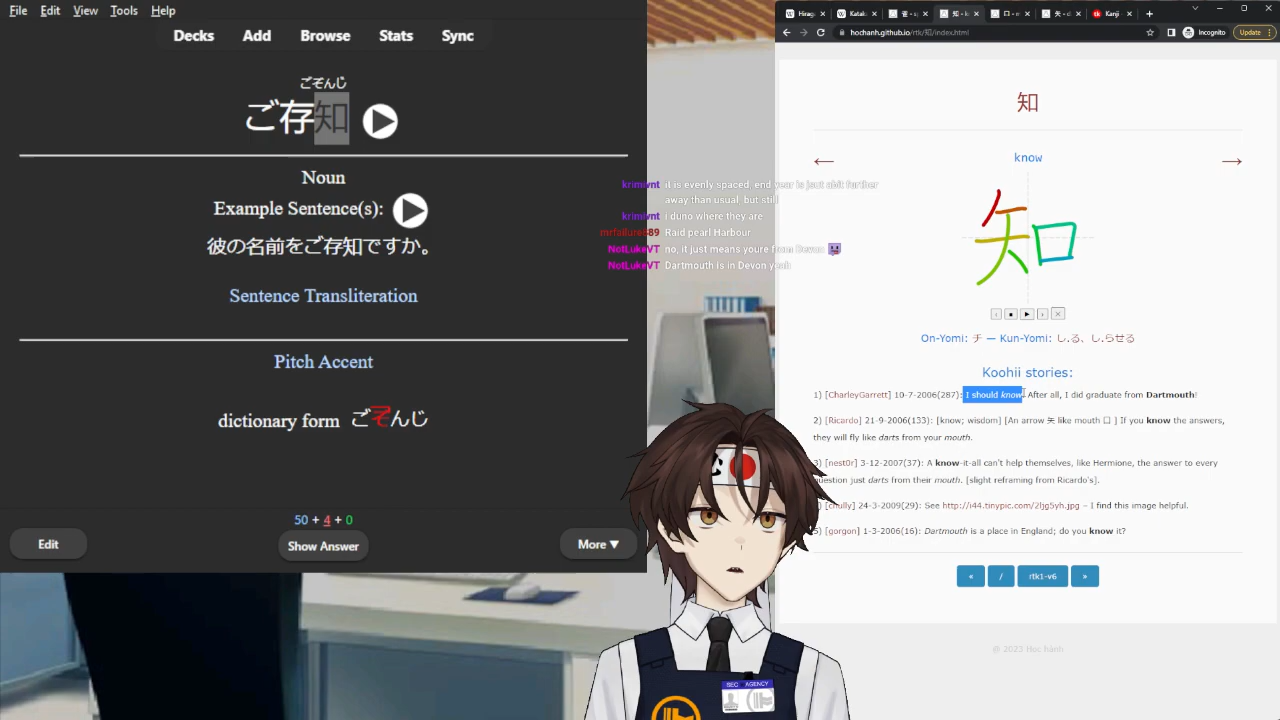 File Edit View Tools Help
Decks Add Browse Stats Sync
ごぞんじ
ご存知
Noun
Example Sentence(s):
彼の名前をご存知ですか。
Sentence Transliteration
Pitch Accent
dictionary form ごぞんじ
50 + 4 + 0
Edit
Show Answer
More ▼
krimwnt it is evenly spaced, end year is jsut abit further
away than usual, but still
krimwnt i duno where they are
Raid pearl Harbour
NotLukeVT no, it just means youre from Devon
NotLukeVT Dartmouth is in Devon yeah
SEC AGENCY
hochanh.github.io/rtk/知/index.html
Incognito
Update
知
← know →
知
On-Yomi: チ — Kun-Yomi: し.る、し.らせる
Koohii stories:
1) [CharleyGarrett] 10-7-2006(287): I should know. After all, I did graduate from Dartmouth!
2) [Ricardo] 21-9-2006(133): [know; wisdom] [An arrow 矢 like mouth 口 ] If you know the answers,
they will fly like darts from your mouth.
3) [nest0r] 3-12-2007(37): A know-it-all can't help themselves, like Hermione, the answer to every
question just darts from their mouth. [slight reframing from Ricardo's].
[chully] 24-3-2009(29): See http://i44.tinypic.com/2ljg5yh.jpg – I find this image helpful.
5) [gorgon] 1-3-2006(16): Dartmouth is a place in England; do you know it?
« / rtk1-v6 »
@ 2023 Học hành